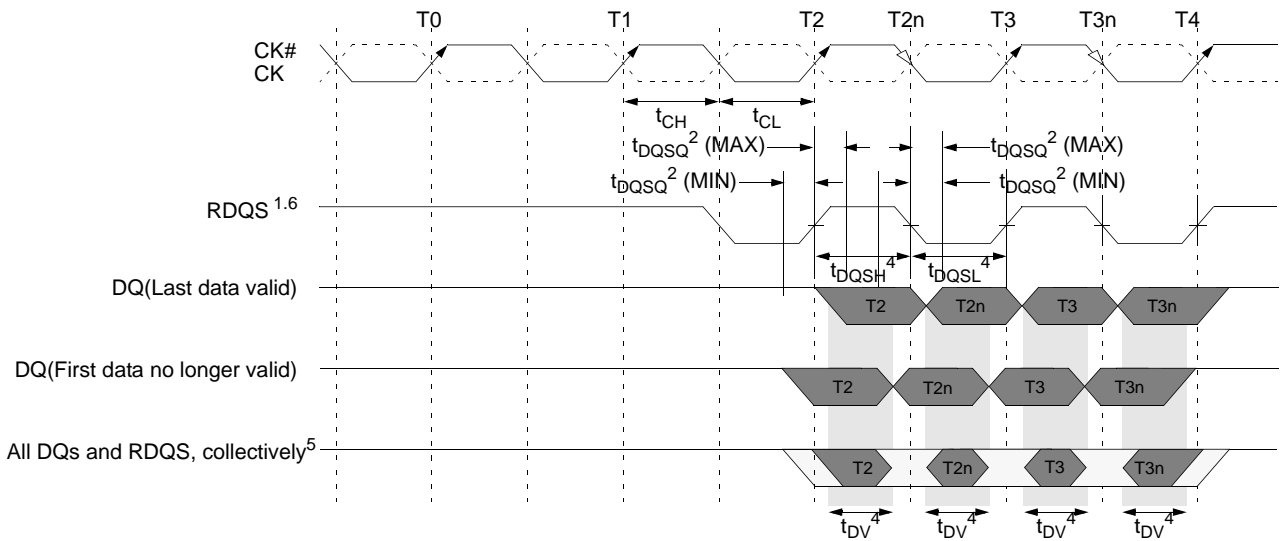 T0 T1 T2 T2n T3 T3n T4
CK#
CK
tCH tCL
tDQSQ2 (MAX) tDQSQ2 (MAX)
tDQSQ2 (MIN) tDQSQ2 (MIN)
RDQS 1.6
tDQSH4 tDQSL4
DQ(Last data valid)
T2 T2n T3 T3n
DQ(First data no longer valid)
T2 T2n T3 T3n
All DQs and RDQS, collectively5
T2 T2n T3 T3n
tDV4 tDV4 tDV4 tDV4